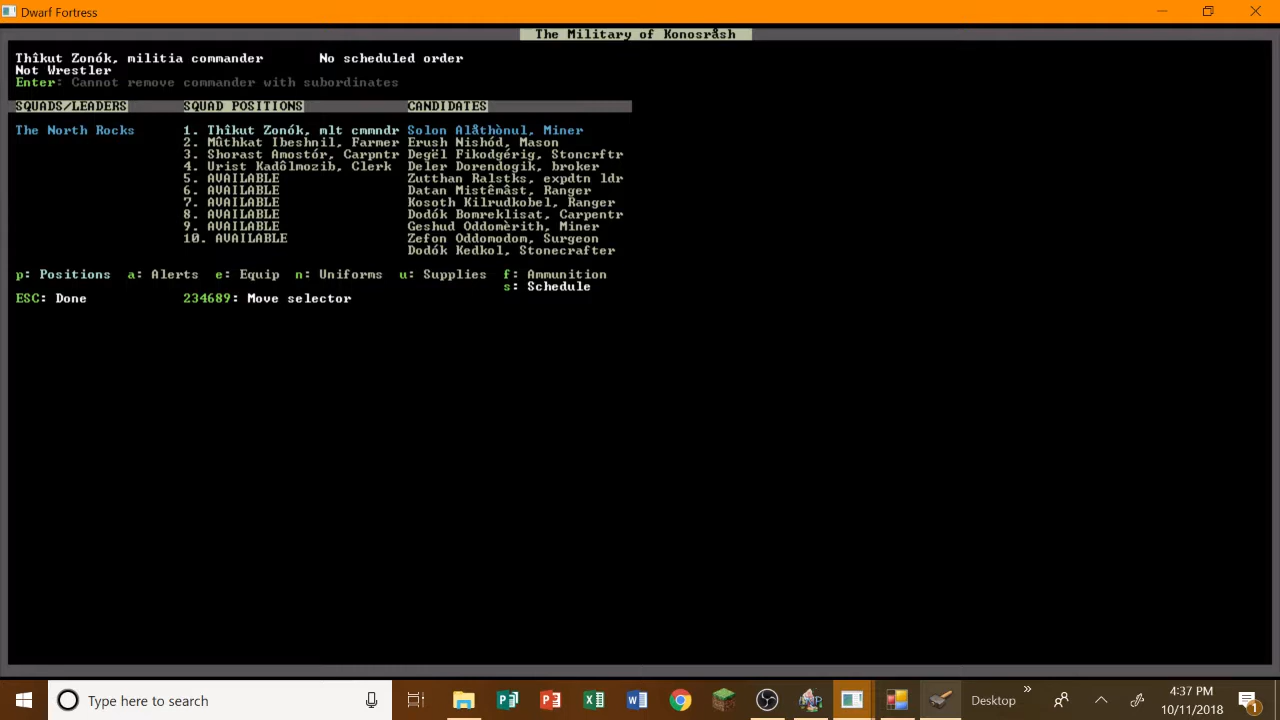 Dwarf Fortress
The Military of Konosråsh
Thîkut Zonók, militia commander No scheduled order
Not Wrestler
Enter: Cannot remove commander with subordinates
SQUADS/LEADERS SQUAD POSITIONS CANDIDATES
The North Rocks 1. Thîkut Zonók, mlt cmmndr Solon Alåthònul, Miner
2. Mûthkat Ibeshnil, Farmer Erush Nishód, Mason
3. Shorast Amostór, Carpntr Degël Fikodgérig, Stoncrftr
4. Urist Kadôlmozib, Clerk Deler Dorendogik, broker
5. AVAILABLE Zutthan Ralstks, expdtn ldr
6. AVAILABLE Datan Mistêmâst, Ranger
7. AVAILABLE Kosoth Kilrudkobel, Ranger
8. AVAILABLE Dodók Bomreklisat, Carpentr
9. AVAILABLE Geshud Oddomèrith, Miner
10. AVAILABLE Zefon Oddomodom, Surgeon
Dodók Kedkol, Stonecrafter
p: Positions a: Alerts e: Equip n: Uniforms u: Supplies f: Ammunition
s: Schedule
ESC: Done 234689: Move selector
Type here to search
Desktop
4:37 PM
10/11/2018